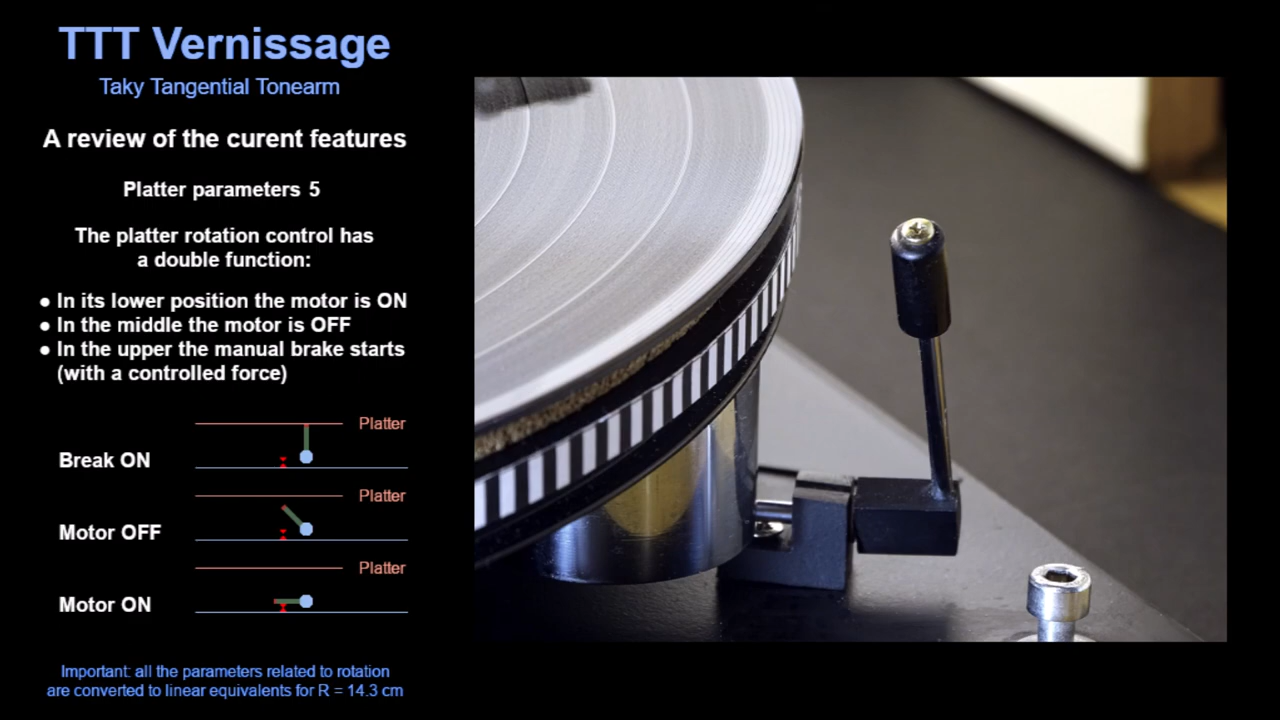 TTT Vernissage
Taky Tangential Tonearm
A review of the curent features
Platter parameters 5
The platter rotation control has
a double function:
● In its lower position the motor is ON
● In the middle the motor is OFF
● In the upper the manual brake starts
(with a controlled force)
Platter
Break ON
Platter
Motor OFF
Platter
Motor ON
Important: all the parameters related to rotation
are converted to linear equivalents for R = 14.3 cm